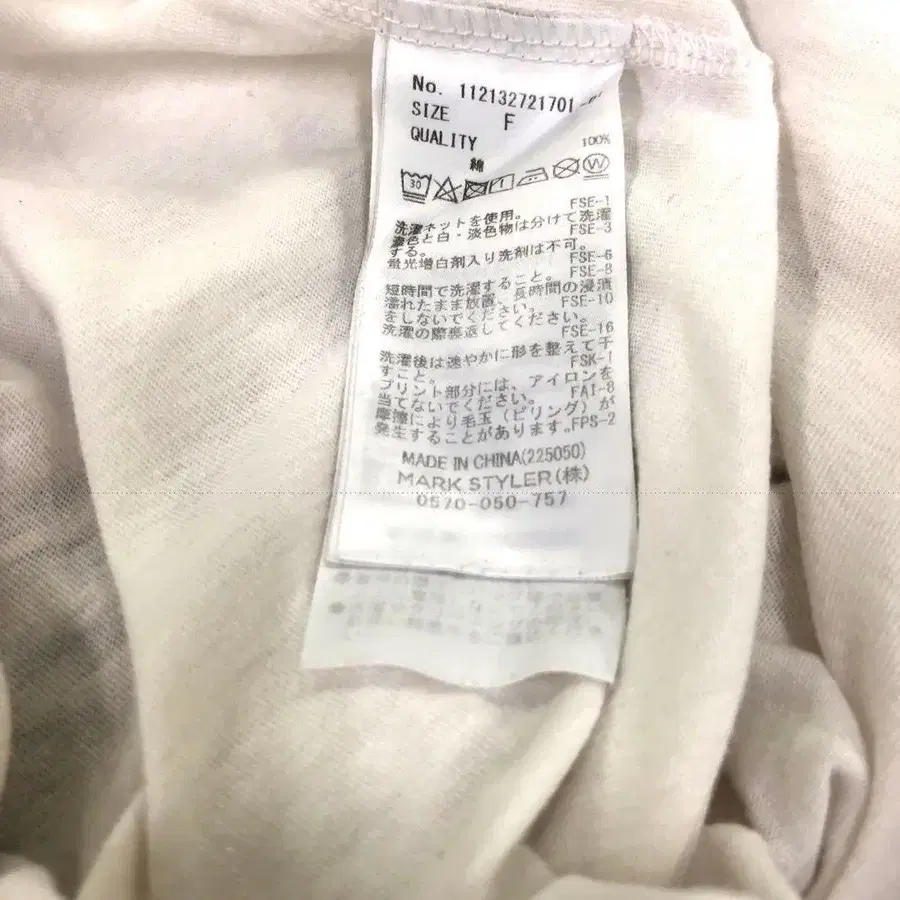 No. 112132721701
SIZE F
QUALITY
綿 100%
30
W
FSE-1
洗濯ネットを使用。
FSE-3
濃色と白・淡色物は分けて洗濯
する。
FSE-6
蛍光増白剤入り洗剤は不可。
FSE-8
短時間で洗濯すること。
FSE-10
濡れたまま放置、長時間の浸漬
をしないでください。
FSE-16
洗濯の際裏返してください。
FSK-1
洗濯後は速やかに形を整えて干
すこと。
FAI-8
プリント部分には、アイロンを
当てないでください。
摩擦により毛玉(ピリング)が
発生することがあります。FPS-2
MADE IN CHINA(225050)
MARK STYLER(株)
0570-050-757